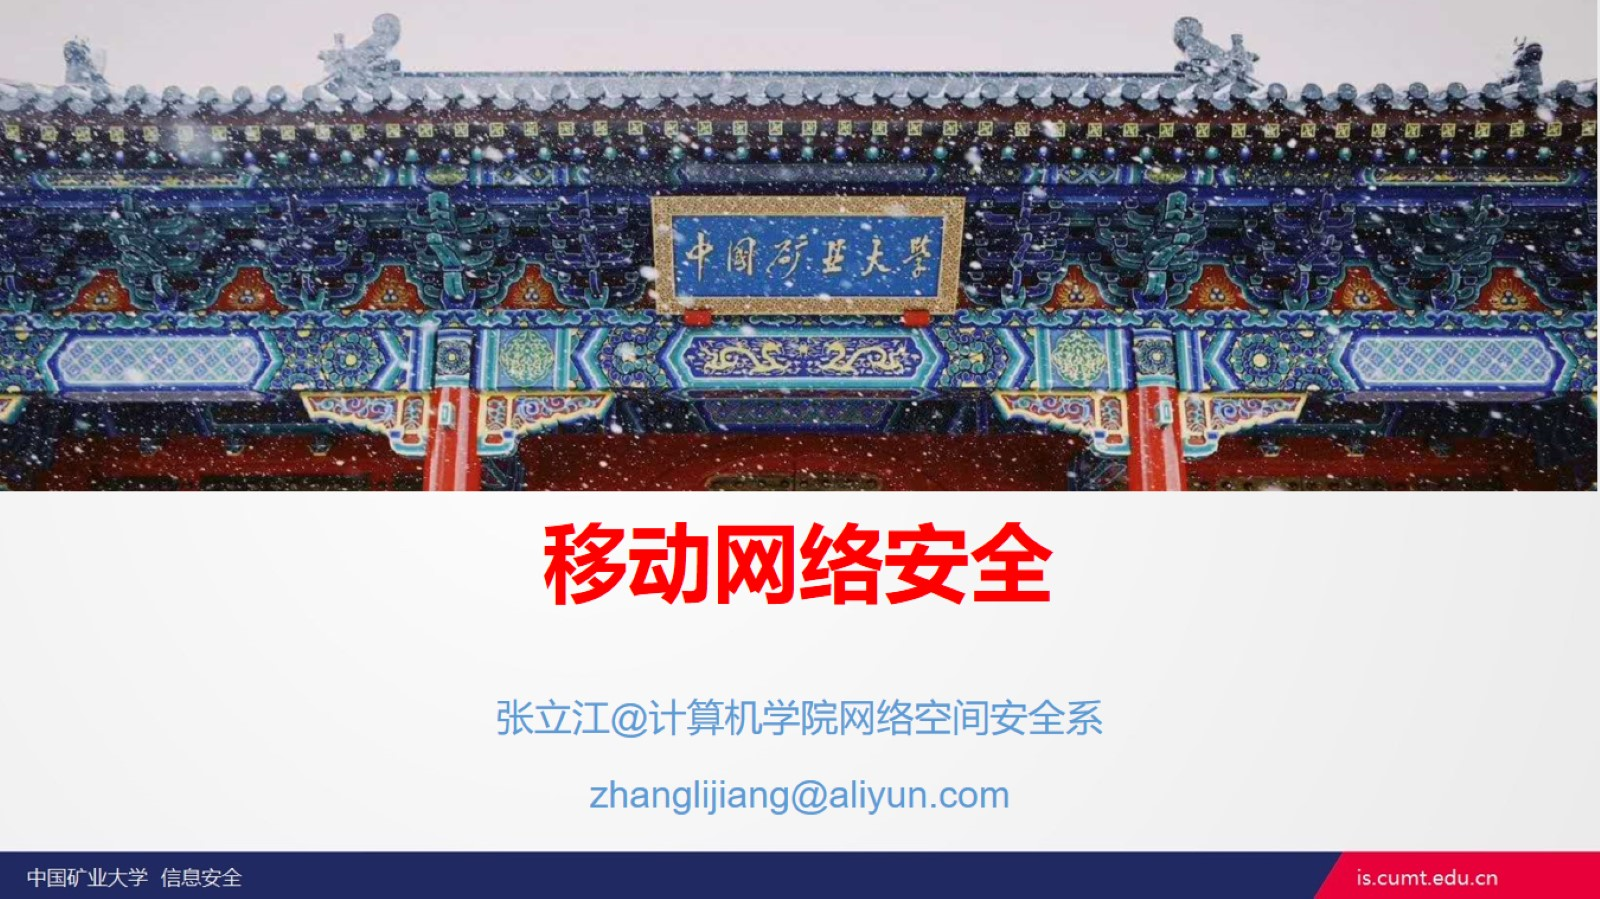 中国矿业大学
移动网络安全
张立江@计算机学院网络空间安全系
zhanglijiang@aliyun.com
中国矿业大学 信息安全
is.cumt.edu.cn